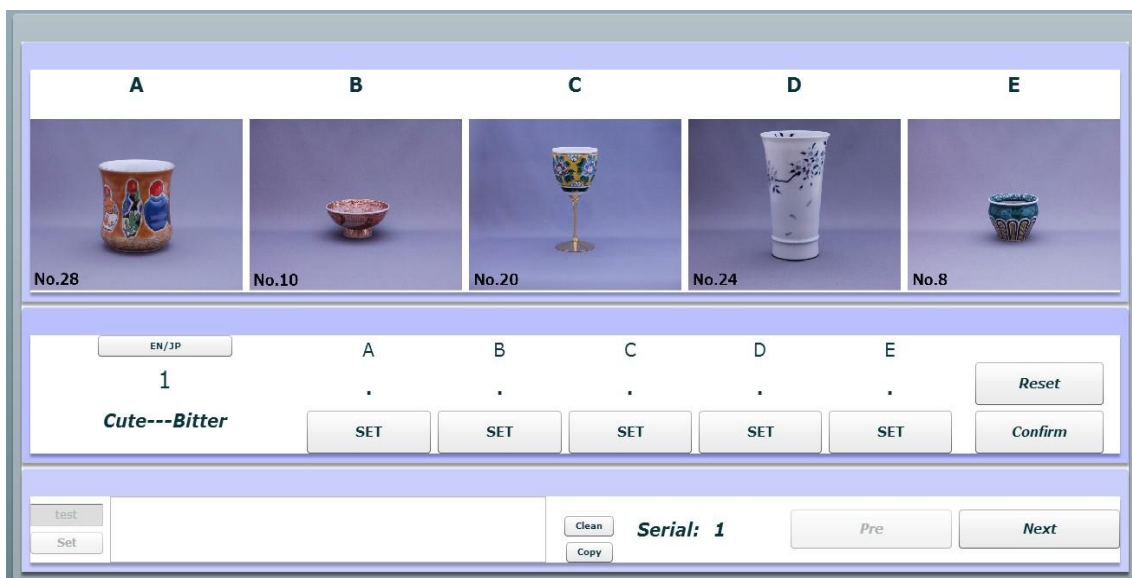 A B C D E
No.28 No.10 No.20 No.24 No.8
EN/JP A B C D E
1 . . . . . Reset
Cute---Bitter SET SET SET SET SET Confirm
test
Set
Clean
Copy
Serial: 1 Pre Next